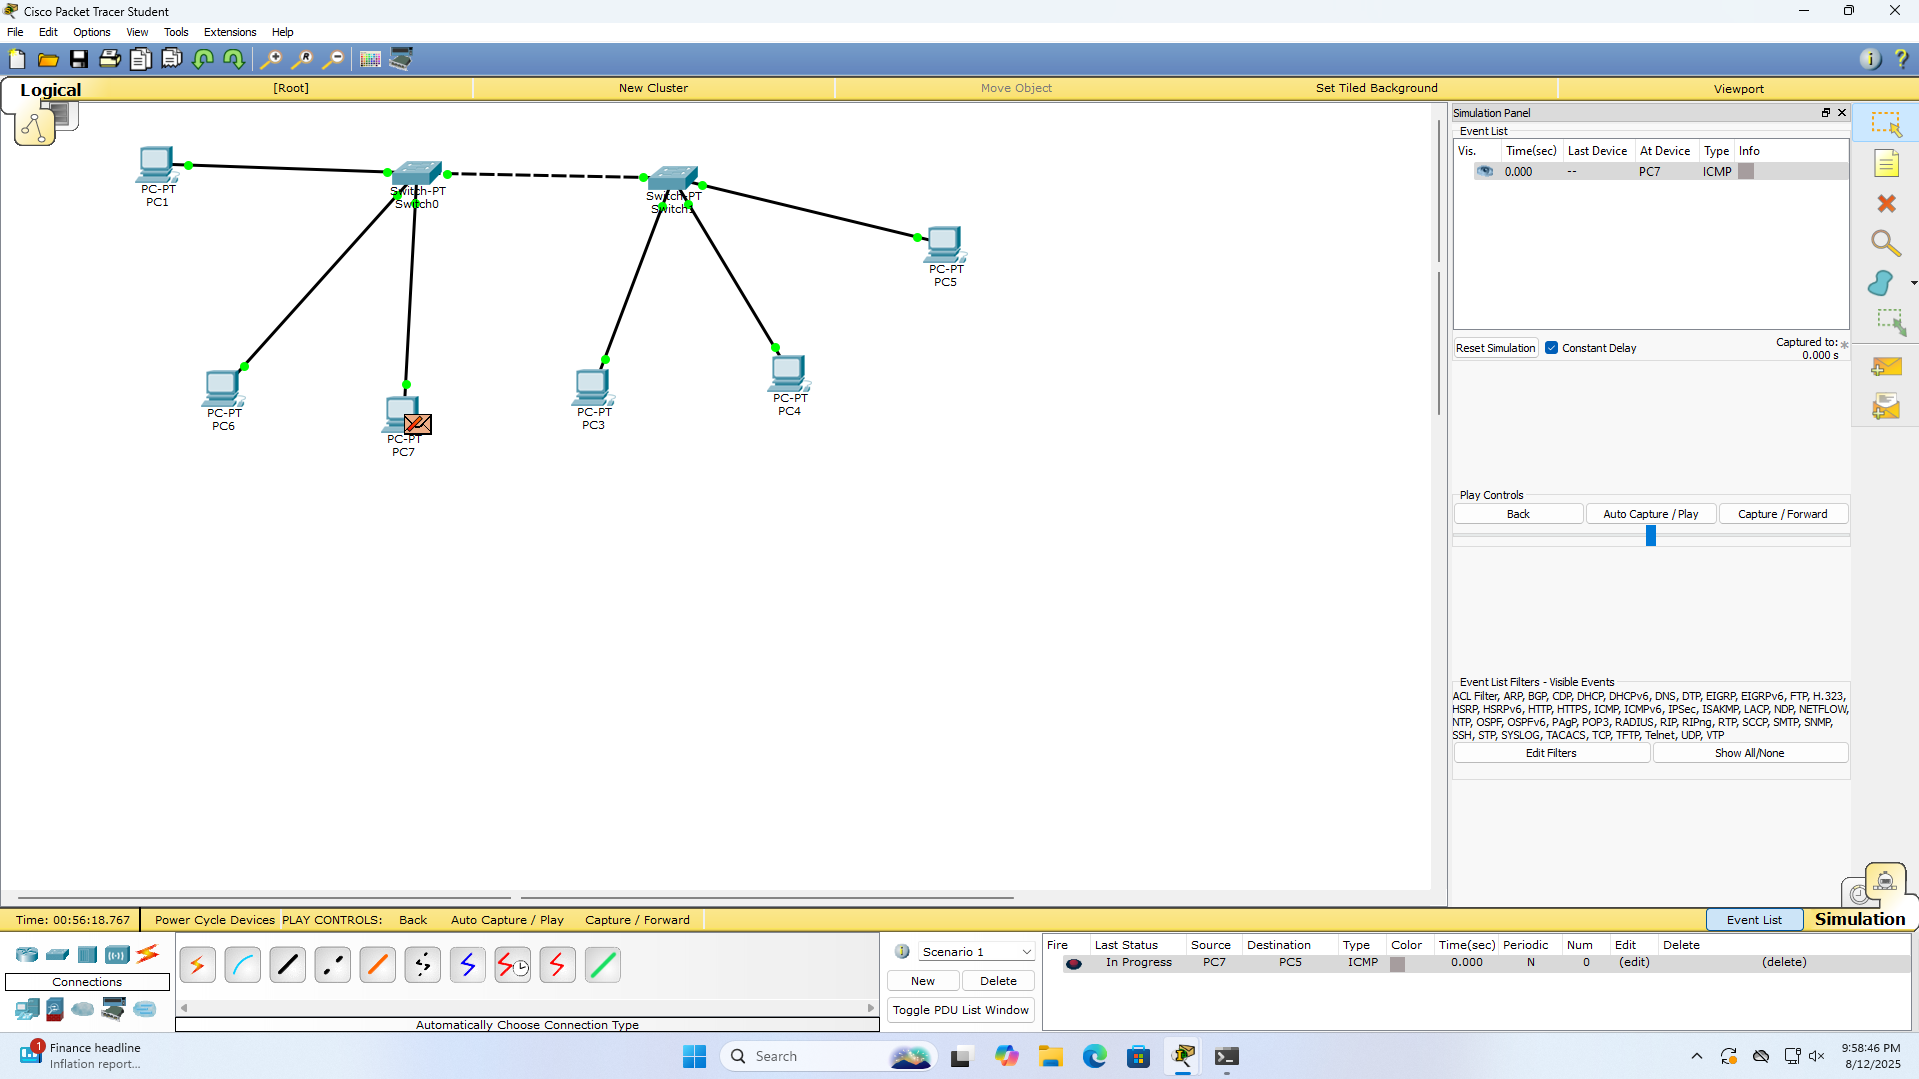 Cisco Packet Tracer Student
File Edit Options View Tools Extensions Help
Logical [Root] New Cluster Move Object Set Tiled Background Viewport
PC-PT
PC1
Switch-PT
Switch0
Switch-PT
Switch1
PC-PT
PC5
PC-PT
PC6
PC-PT
PC7
PC-PT
PC3
PC-PT
PC4
Simulation Panel
Event List
Vis. Time(sec) Last Device At Device Type Info
0.000 -- PC7 ICMP
Reset Simulation Constant Delay Captured to: *
0.000 s
Play Controls
Back Auto Capture / Play Capture / Forward
Event List Filters - Visible Events
ACL Filter, ARP, BGP, CDP, DHCP, DHCPv6, DNS, DTP, EIGRP, EIGRPv6, FTP, H.323,
HSRP, HSRPv6, HTTP, HTTPS, ICMP, ICMPv6, IPSec, ISAKMP, LACP, NDP, NETFLOW,
NTP, OSPF, OSPFv6, PAgP, POP3, RADIUS, RIP, RIPng, RTP, SCCP, SMTP, SNMP,
SSH, STP, SYSLOG, TACACS, TCP, TFTP, Telnet, UDP, VTP
Edit Filters Show All/None
Time: 00:56:18.767 Power Cycle Devices PLAY CONTROLS: Back Auto Capture / Play Capture / Forward Event List Simulation
Connections
Automatically Choose Connection Type
Scenario 1
New Delete
Toggle PDU List Window
Fire Last Status Source Destination Type Color Time(sec) Periodic Num Edit Delete
In Progress PC7 PC5 ICMP 0.000 N 0 (edit) (delete)
1
Finance headline
Inflation report...
Search
9:58:46 PM
8/12/2025